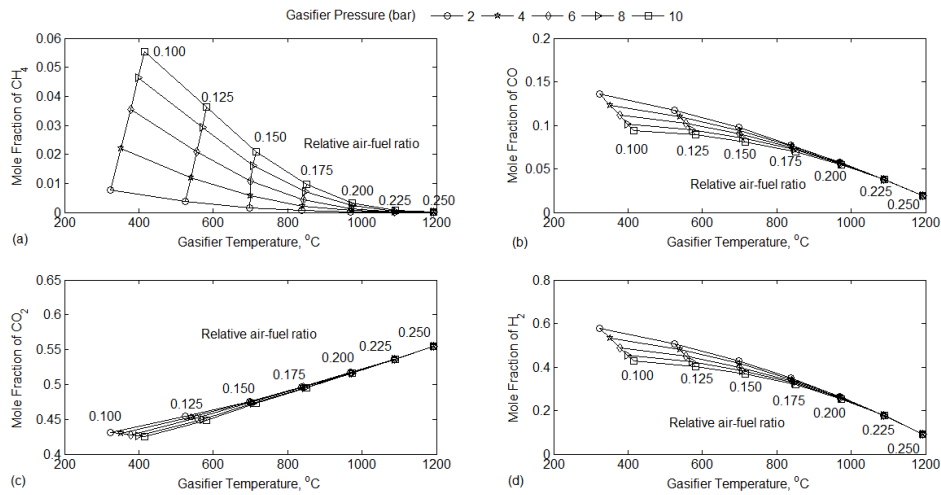 Gasifier Pressure (bar) 2 4 6 8 10
0.06
0.05
0.04
0.03
0.02
0.01
0
Mole Fraction of CH4
0.100
0.125
0.150
0.175
0.200
0.225
0.250
Relative air-fuel ratio
200 400 600 800 1000 1200
(a)
Gasifier Temperature, °C
0.2
0.15
0.1
0.05
0
Mole Fraction of CO
0.100
0.125
0.150
0.175
0.200
0.225
0.250
Relative air-fuel ratio
200 400 600 800 1000 1200
(b)
Gasifier Temperature, °C
0.65
0.6
0.55
0.5
0.45
0.4
Mole Fraction of CO2
Relative air-fuel ratio
0.100
0.125
0.150
0.175
0.200
0.225
0.250
200 400 600 800 1000 1200
(c)
Gasifier Temperature, °C
0.8
0.6
0.4
0.2
0
Mole Fraction of H2
0.100
0.125
0.150
0.175
0.200
0.225
0.250
Relative air-fuel ratio
200 400 600 800 1000 1200
(d)
Gasifier Temperature, °C